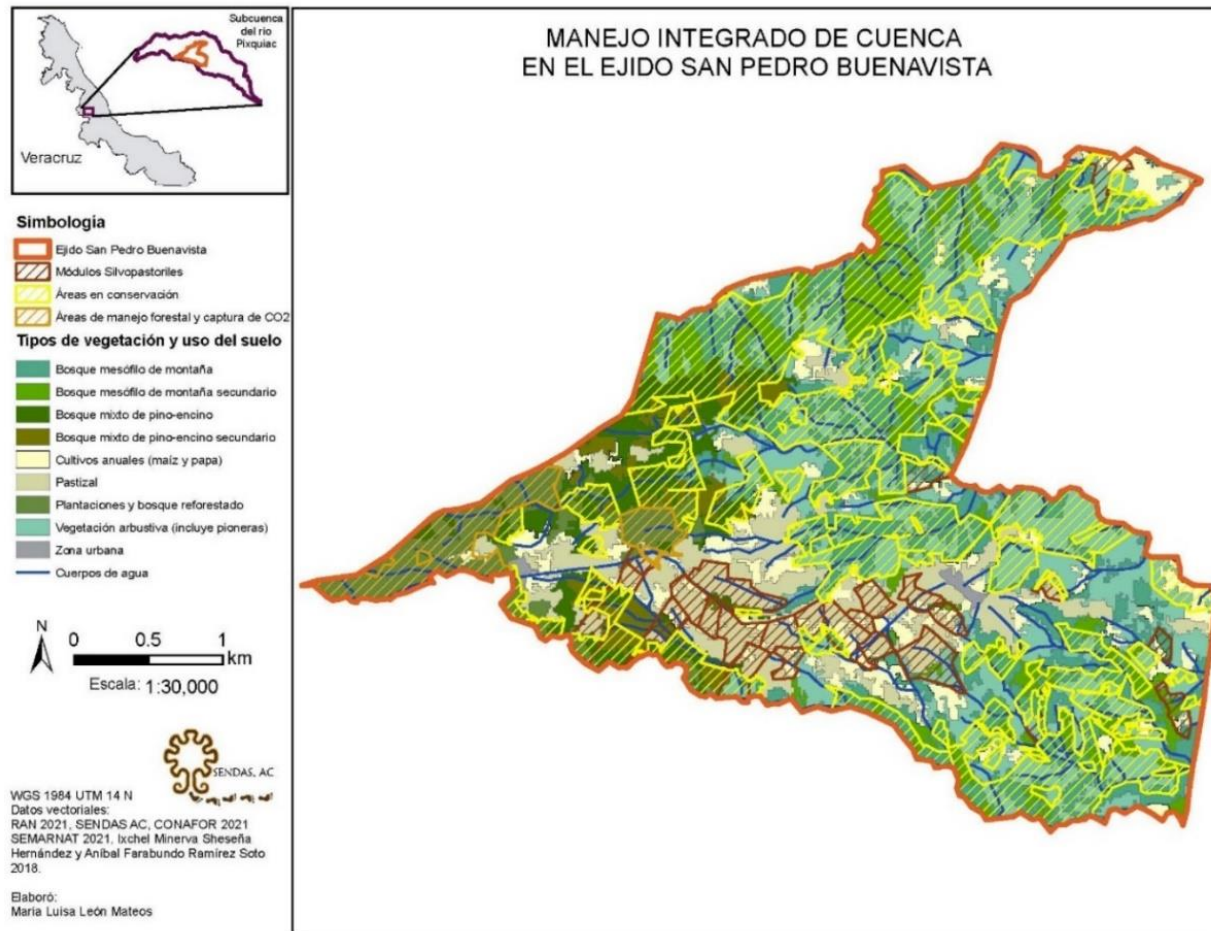 Subcuenca
del río
Pixquiac
Veracruz
MANEJO INTEGRADO DE CUENCA
EN EL EJIDO SAN PEDRO BUENAVISTA
Simbología
Ejido San Pedro Buenavista
Módulos Silvopastoriles
Áreas en conservación
Áreas de manejo forestal y captura de CO2
Tipos de vegetación y uso del suelo
Bosque mesófilo de montaña
Bosque mesófilo de montaña secundario
Bosque mixto de pino-encino
Bosque mixto de pino-encino secundario
Cultivos anuales (maíz y papa)
Pastizal
Plantaciones y bosque reforestado
Vegetación arbustiva (incluye pioneras)
Zona urbana
Cuerpos de agua
N
0 0.5 1
km
Escala: 1:30,000
SENDAS, AC
WGS 1984 UTM 14 N
Datos vectoriales:
RAN 2021, SENDAS AC, CONAFOR 2021
SEMARNAT 2021, Ixchel Minerva Sheseña
Hernández y Aníbal Farabundo Ramírez Soto
2018.
Elaboró:
María Luisa León Mateos